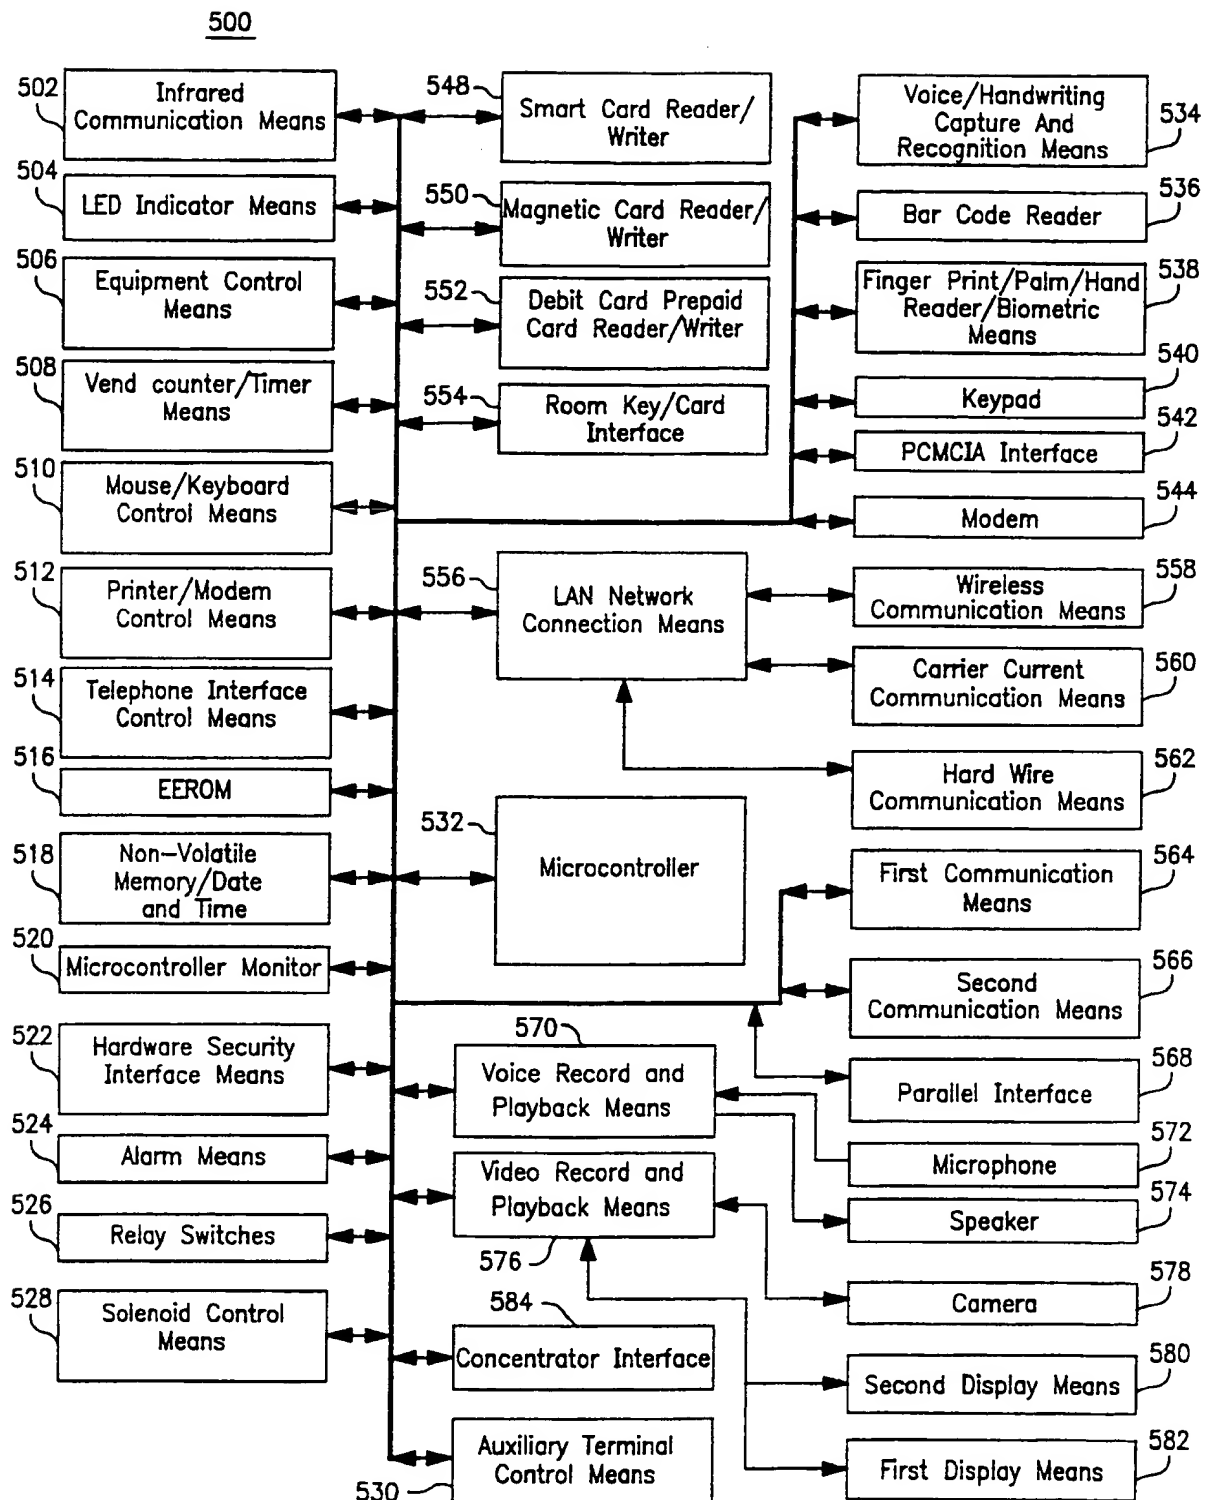 500
502
Infrared
Communication Means
504
LED Indicator Means
506
Equipment Control
Means
508
Vend counter/Timer
Means
510
Mouse/Keyboard
Control Means
512
Printer/Modem
Control Means
514
Telephone Interface
Control Means
516
EEROM
518
Non-Volatile
Memory/Date
and Time
520
Microcontroller Monitor
522
Hardware Security
Interface Means
524
Alarm Means
526
Relay Switches
528
Solenoid Control
Means
548
Smart Card Reader/
Writer
550
Magnetic Card Reader/
Writer
552
Debit Card Prepaid
Card Reader/Writer
554
Room Key/Card
Interface
556
LAN Network
Connection Means
532
Microcontroller
570
Voice Record and
Playback Means
Video Record and
Playback Means
576
584
Concentrator Interface
Auxiliary Terminal
Control Means
530
Voice/Handwriting
Capture And
Recognition Means
534
Bar Code Reader
536
Finger Print/Palm/Hand
Reader/Biometric
Means
538
Keypad
540
PCMCIA Interface
542
Modem
544
Wireless
Communication Means
558
Carrier Current
Communication Means
560
Hard Wire
Communication Means
562
First Communication
Means
564
Second
Communication Means
566
Parallel Interface
568
Microphone
572
Speaker
574
Camera
578
Second Display Means
580
First Display Means
582